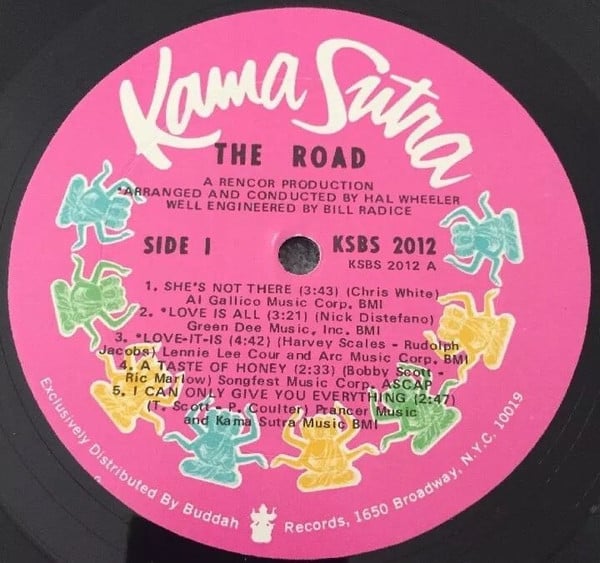 Kama Sutra
THE ROAD
A RENCOR PRODUCTION
*ARRANGED AND CONDUCTED BY HAL WHEELER
WELL ENGINEERED BY BILL RADICE
SIDE I
KSBS 2012
KSBS 2012 A
1. SHE'S NOT THERE (3:43) (Chris White)
Al Gallico Music Corp. BMI
2. *LOVE IS ALL (3:21) (Nick Distefano)
Green Dee Music, Inc. BMI
3. *LOVE-IT-IS (4:42) (Harvey Scales - Rudolph
Jacobs) Lennie Lee Cour and Arc Music Corp. BMI
4. A TASTE OF HONEY (2:33) (Bobby Scott -
Ric Marlow) Songfest Music Corp. ASCAP
5. I CAN ONLY GIVE YOU EVERYTHING (2:47)
(T. Scott - P. Coulter) Prancer Music
and Kama Sutra Music BMI
Exclusively Distributed By Buddah Records, 1650 Broadway, N.Y.C. 10019